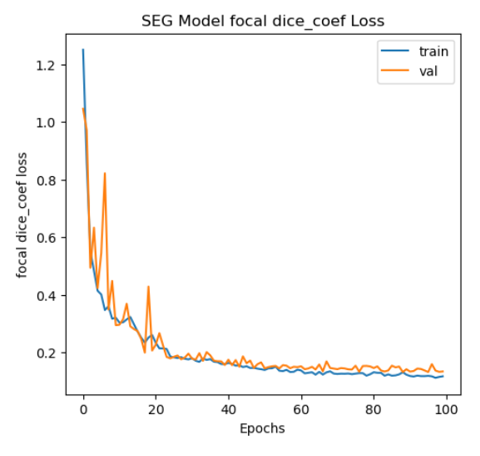 SEG Model focal dice_coef Loss
train
val
focal dice_coef loss
1.2
1.0
0.8
0.6
0.4
0.2
0 20 40 60 80 100
Epochs